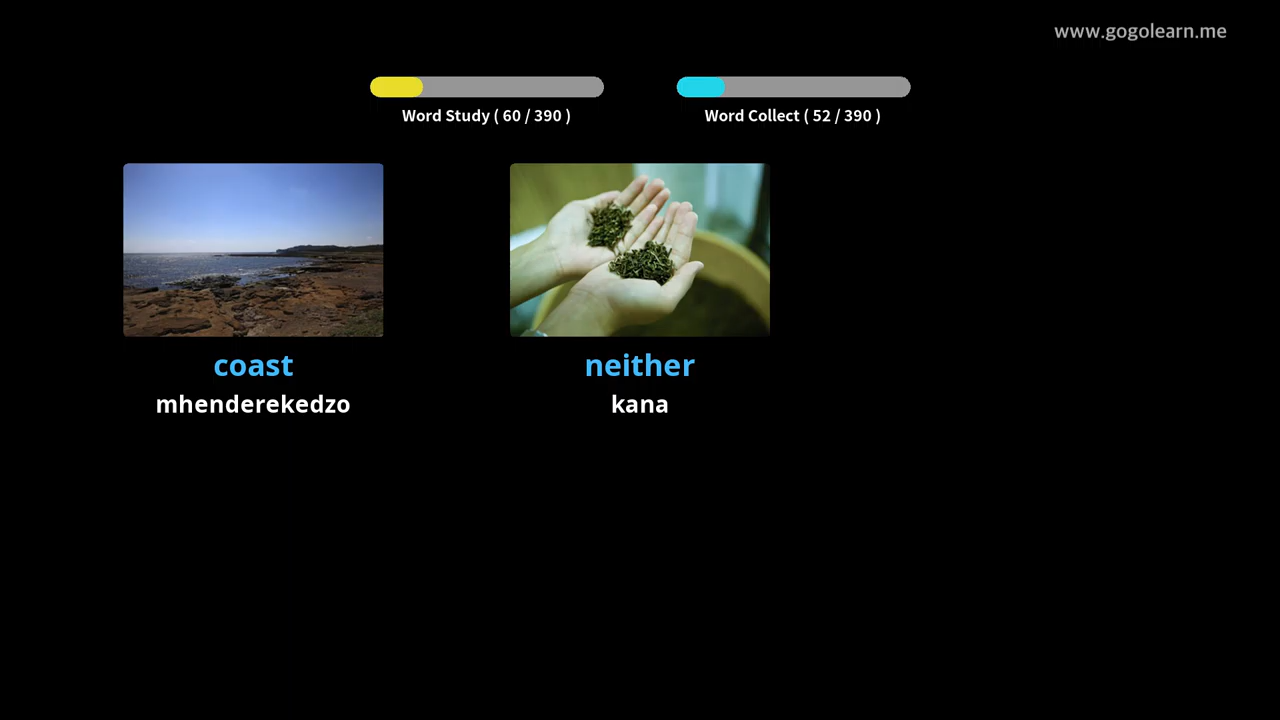 www.gogolearn.me
Word Study ( 60 / 390 )
Word Collect ( 52 / 390 )
coast
mhenderekedzo
neither
kana